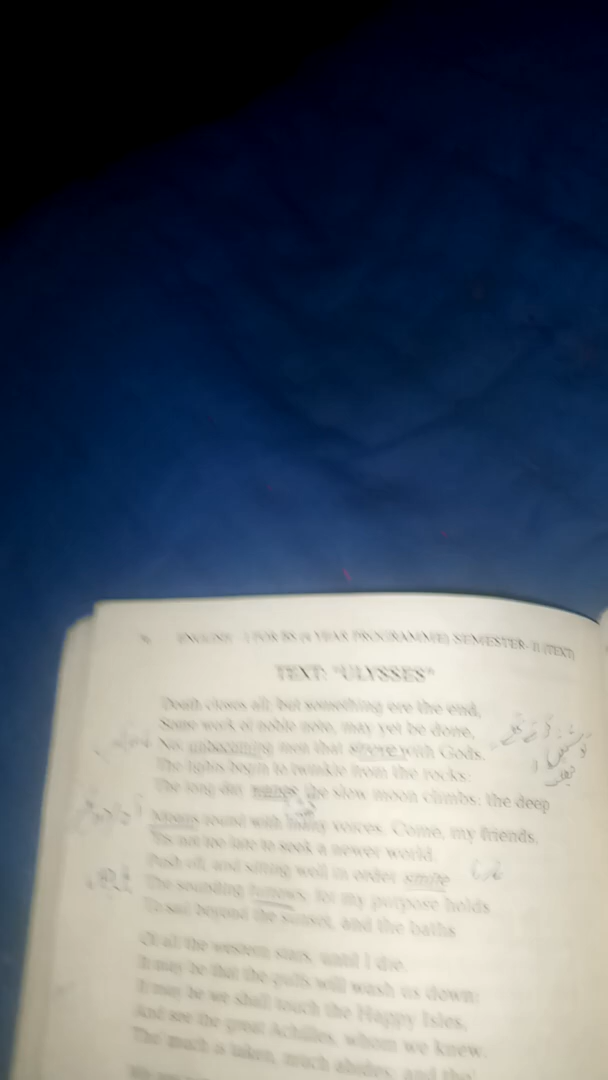 ENGLISH - 2 FOR BS (4 YEAR PROGRAMME) SEMESTER- II (TEXT)
TEXT: "ULYSSES"
Death closes all: but something ere the end,
Some work of noble note, may yet be done,
Not unbecoming men that strove with Gods.
The lights begin to twinkle from the rocks:
The long day wanes the slow moon climbs: the deep
Moans round with many voices. Come, my friends,
'Tis not too late to seek a newer world.
Push off, and sitting well in order smite
The sounding furrows; for my purpose holds
To sail beyond the sunset, and the baths
Of all the western stars, until I die.
It may be that the gulfs will wash us down:
It may be we shall touch the Happy Isles,
And see the great Achilles, whom we knew.
Tho' much is taken, much abides; and tho'